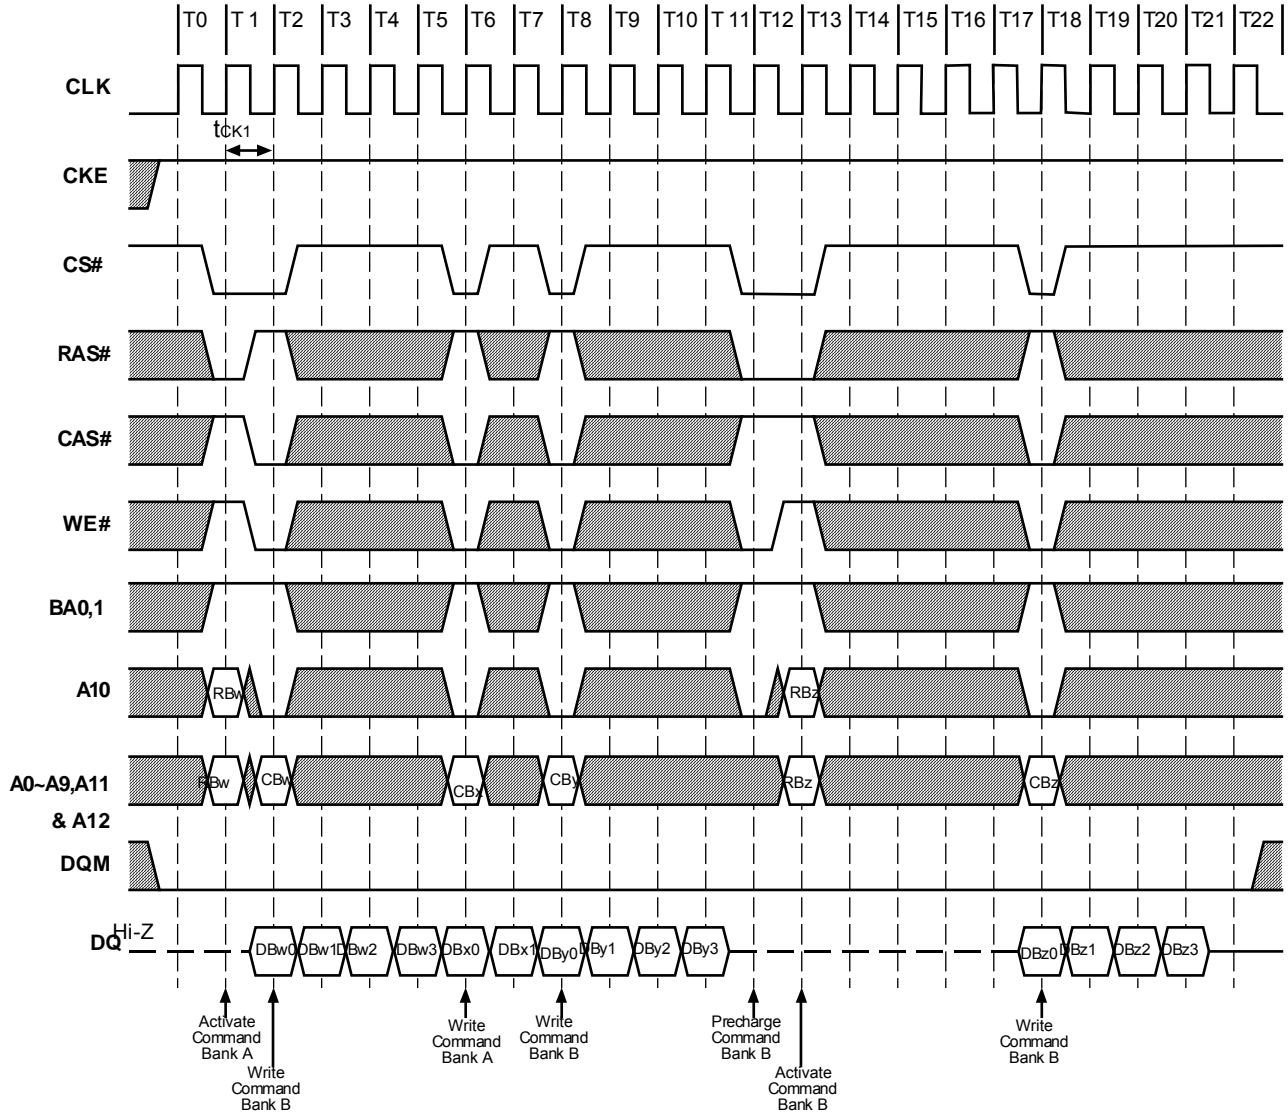 T0 T 1 T2 T3 T4 T5 T6 T7 T8 T9 T10 T 11 T12 T13 T14 T15 T16 T17 T18 T19 T20 T21 T22
CLK
tCK1
CKE
CS#
RAS#
CAS#
WE#
BA0,1
A10
RBw RBz
A0~A9,A11
& A12
RBw CBw CBx CBy RBz CBz
DQM
DQ Hi-Z
DBw0 DBw1 DBw2 DBw3 DBx0 DBx1 DBy0 DBy1 DBy2 DBy3 DBz0 DBz1 DBz2 DBz3
Activate
Command
Bank A
Write
Command
Bank B
Write
Command
Bank A
Write
Command
Bank B
Precharge
Command
Bank B
Activate
Command
Bank B
Write
Command
Bank B